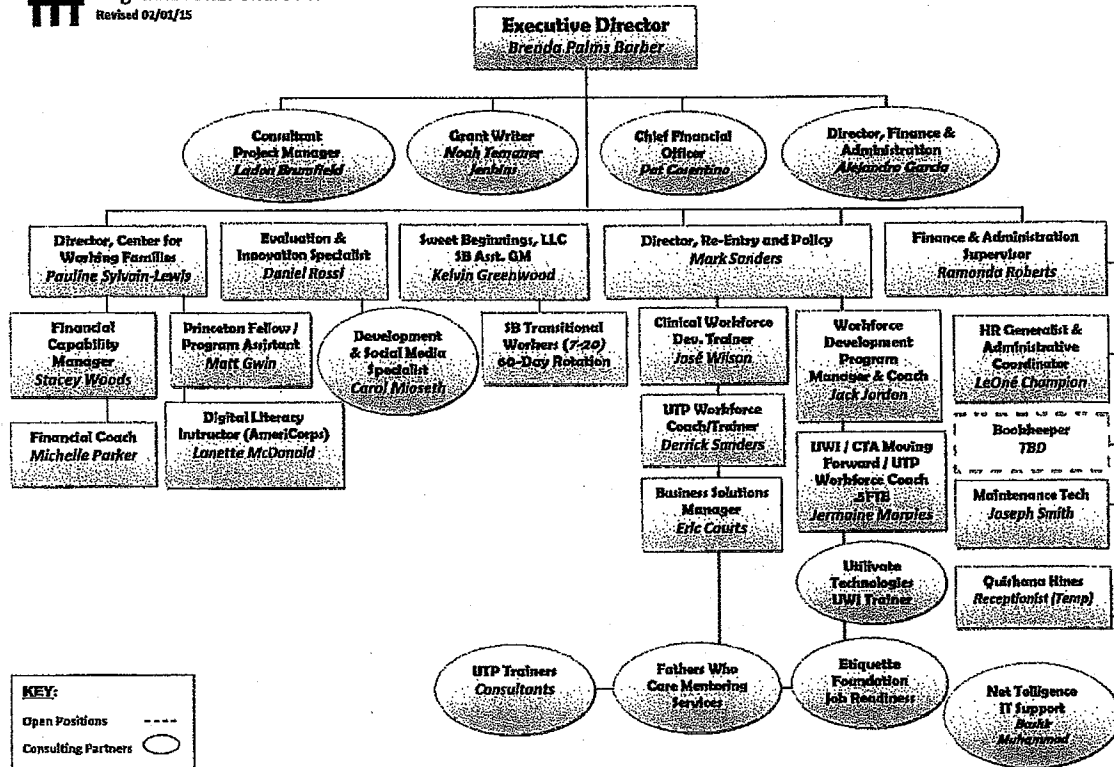 Revised 02/01/15
Executive Director
Brenda Palms Barber
Consultant
Project Manager
Ladon Brumfield
Grant Writer
Noah Temaner
Jenkins
Chief Financial
Officer
Pat Cosentino
Director, Finance &
Administration
Alejandro Garcia
Director, Center for
Working Families
Pauline Sylvain-Lewis
Evaluation &
Innovation Specialist
Daniel Rossi
Sweet Beginnings, LLC
SB Asst. GM
Kelvin Greenwood
Director, Re-Entry and Policy
Mark Sanders
Finance & Administration
Supervisor
Ramonda Roberts
Financial
Capability
Manager
Stacey Woods
Princeton Fellow /
Program Assistant
Matt Gwin
Development
& Social Media
Specialist
Carol Mioseth
SB Transitional
Workers (7-20)
60-Day Rotation
Clinical Workforce
Dev. Trainer
José Wilson
Workforce
Development
Program
Manager & Coach
Jack Jordon
HR Generalist &
Administrative
Coordinator
LeOné Champion
Financial Coach
Michelle Parker
Digital Literacy
Instructor (AmeriCorps)
Lanette McDonald
UTP Workforce
Coach/Trainer
Derrick Sanders
UWI / CTA Moving
Forward / UTP
Workforce Coach
.5FTE
Jermaine Morales
Bookkeeper
TBD
Business Solutions
Manager
Eric Courts
Maintenance Tech
Joseph Smith
Utilivate
Technologies
UWI Trainer
Quishana Hines
Receptionist (Temp)
UTP Trainers
Consultants
Fathers Who
Care Mentoring
Services
Etiquette
Foundation
Job Readiness
Net Telligence
IT Support
Muhammad
KEY:
Open Positions
Consulting Partners